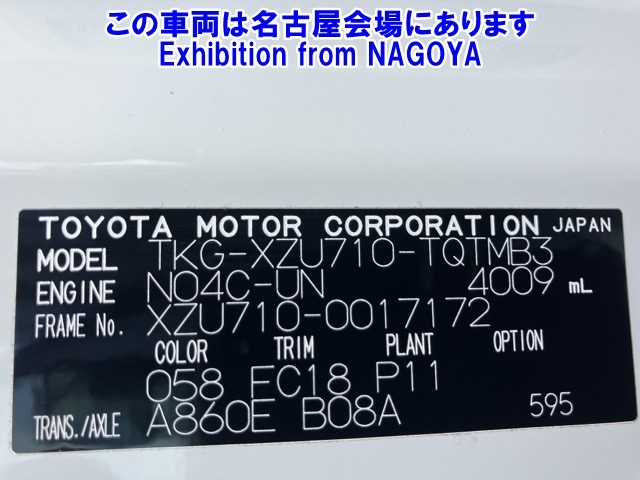 この車両は名古屋会場にあります
Exhibition from NAGOYA
TOYOTA MOTOR CORPORATION JAPAN
MODEL TKG-XZU710-TQTMB3
ENGINE N04C-UN 4009 mL
FRAME No. XZU710-0017172
COLOR TRIM PLANT OPTION
058 FC18 P11
TRANS./AXLE A860E B08A 595